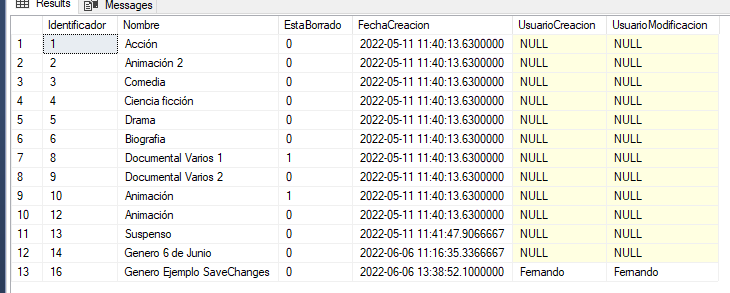 Results Messages
Identificador Nombre EstaBorrado FechaCreacion UsuarioCreacion UsuarioModificacion
1 1 Acción 0 2022-05-11 11:40:13.6300000 NULL NULL
2 2 Animación 2 0 2022-05-11 11:40:13.6300000 NULL NULL
3 3 Comedia 0 2022-05-11 11:40:13.6300000 NULL NULL
4 4 Ciencia ficción 0 2022-05-11 11:40:13.6300000 NULL NULL
5 5 Drama 0 2022-05-11 11:40:13.6300000 NULL NULL
6 6 Biografia 0 2022-05-11 11:40:13.6300000 NULL NULL
7 8 Documental Varios 1 1 2022-05-11 11:40:13.6300000 NULL NULL
8 9 Documental Varios 2 0 2022-05-11 11:40:13.6300000 NULL NULL
9 10 Animación 1 2022-05-11 11:40:13.6300000 NULL NULL
10 12 Animación 0 2022-05-11 11:40:13.6300000 NULL NULL
11 13 Suspenso 0 2022-05-11 11:41:47.9066667 NULL NULL
12 14 Genero 6 de Junio 0 2022-06-06 11:16:35.3366667 NULL NULL
13 16 Genero Ejemplo SaveChanges 0 2022-06-06 13:38:52.1000000 Fernando Fernando